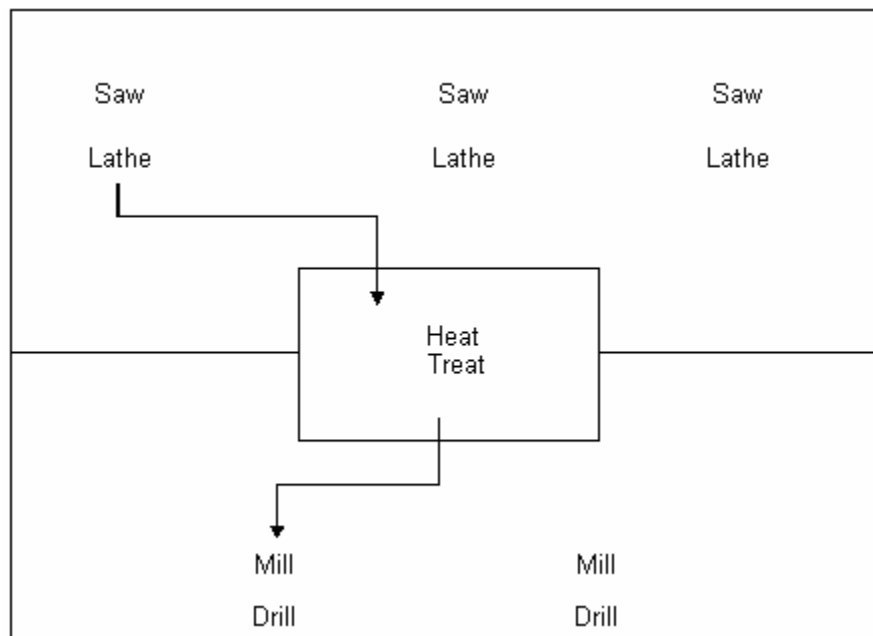 Saw Saw Saw
Lathe Lathe Lathe
Heat
Treat
Mill Mill
Drill Drill